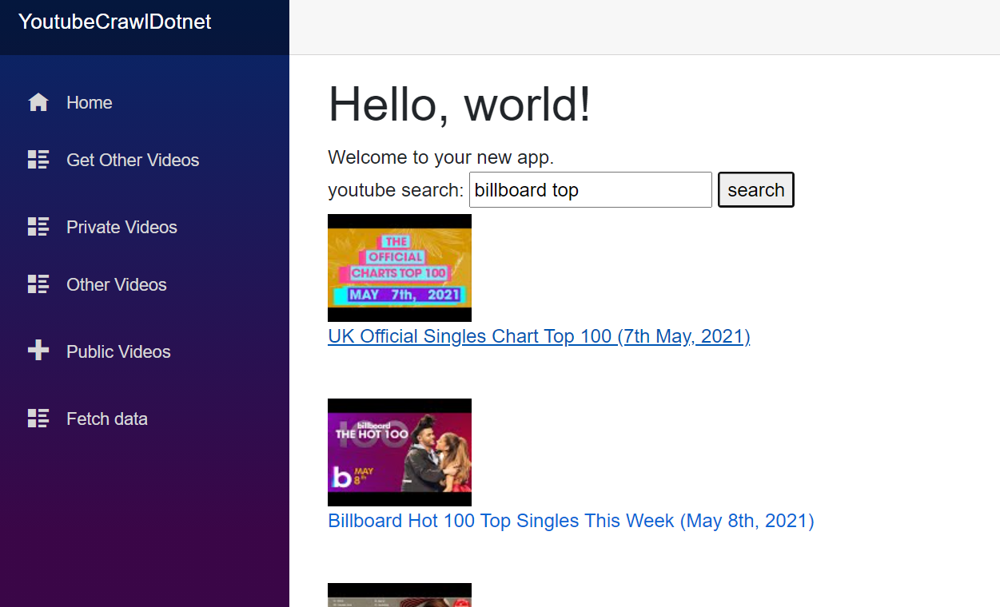 YoutubeCrawlDotnet
Home
Get Other Videos
Private Videos
Other Videos
Public Videos
Fetch data
Hello, world!
Welcome to your new app.
youtube search: billboard top search
THE
OFFICIAL
CHARTS TOP 100
MAY 7th, 2021
UK Official Singles Chart Top 100 (7th May, 2021)
100
billboard
THE HOT 100
b MAY
8th
Billboard Hot 100 Top Singles This Week (May 8th, 2021)